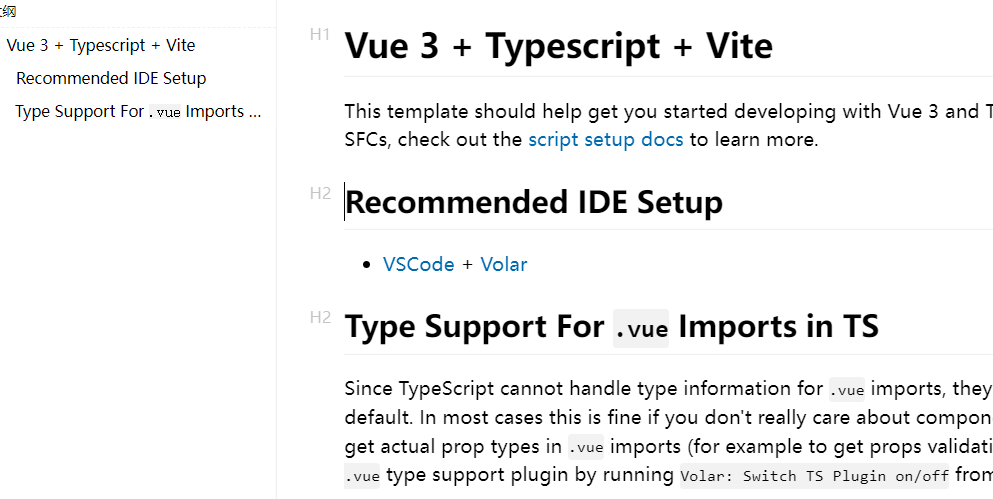 大纲
Vue 3 + Typescript + Vite
Recommended IDE Setup
Type Support For .vue Imports ...
H1
Vue 3 + Typescript + Vite
This template should help get you started developing with Vue 3 and T
SFCs, check out the script setup docs to learn more.
H2
Recommended IDE Setup
• VSCode + Volar
H2
Type Support For .vue Imports in TS
Since TypeScript cannot handle type information for .vue imports, they
default. In most cases this is fine if you don't really care about compon
get actual prop types in .vue imports (for example to get props validati
.vue type support plugin by running Volar: Switch TS Plugin on/off from